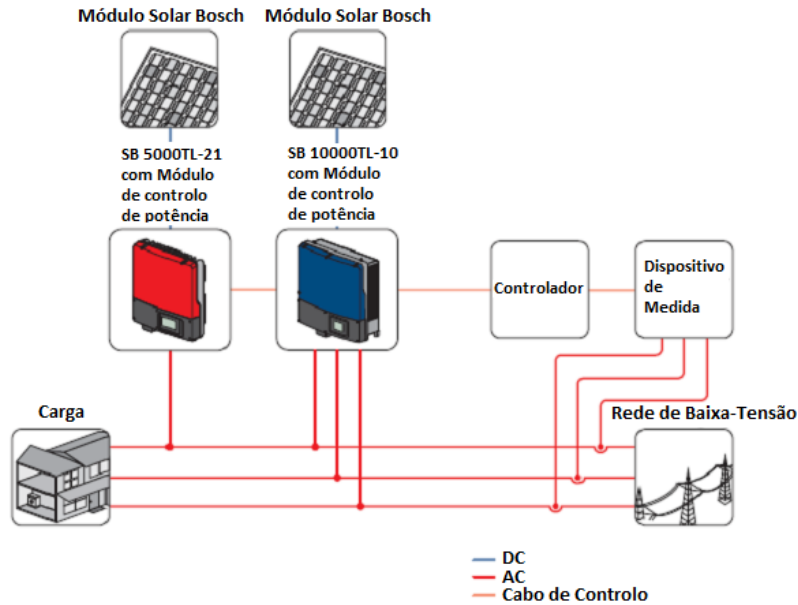 Módulo Solar Bosch
Módulo Solar Bosch
SB 5000TL-21
com Módulo
de controlo
de potência
SB 10000TL-10
com Módulo
de controlo
de potência
Controlador
Dispositivo
de
Medida
Carga
Rede de Baixa-Tensão
DC
AC
Cabo de Controlo